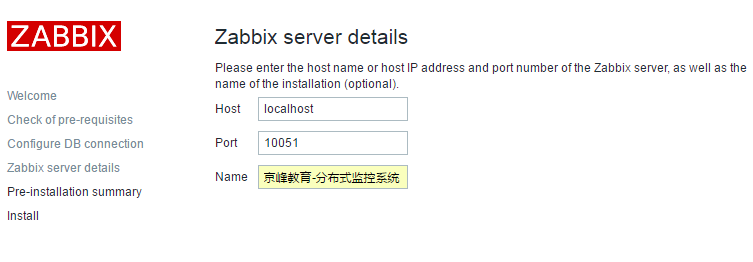 ZABBIX
Welcome
Check of pre-requisites
Configure DB connection
Zabbix server details
Pre-installation summary
Install
Zabbix server details
Please enter the host name or host IP address and port number of the Zabbix server, as well as the
name of the installation (optional).
Host localhost
Port 10051
Name 京峰教育-分布式监控系统